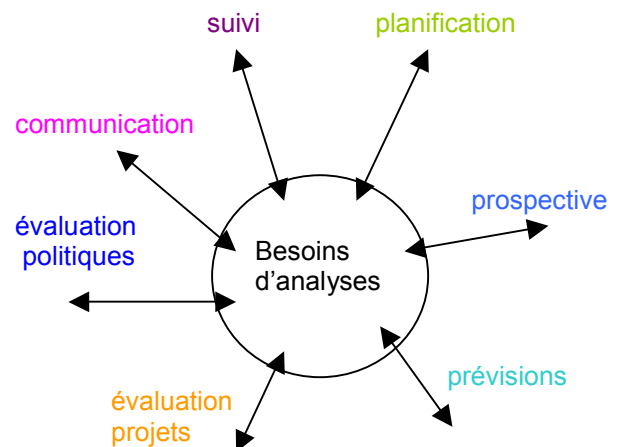 suivi
planification
communication
prospective
évaluation
politiques
Besoins
d'analyses
prévisions
évaluation
projets